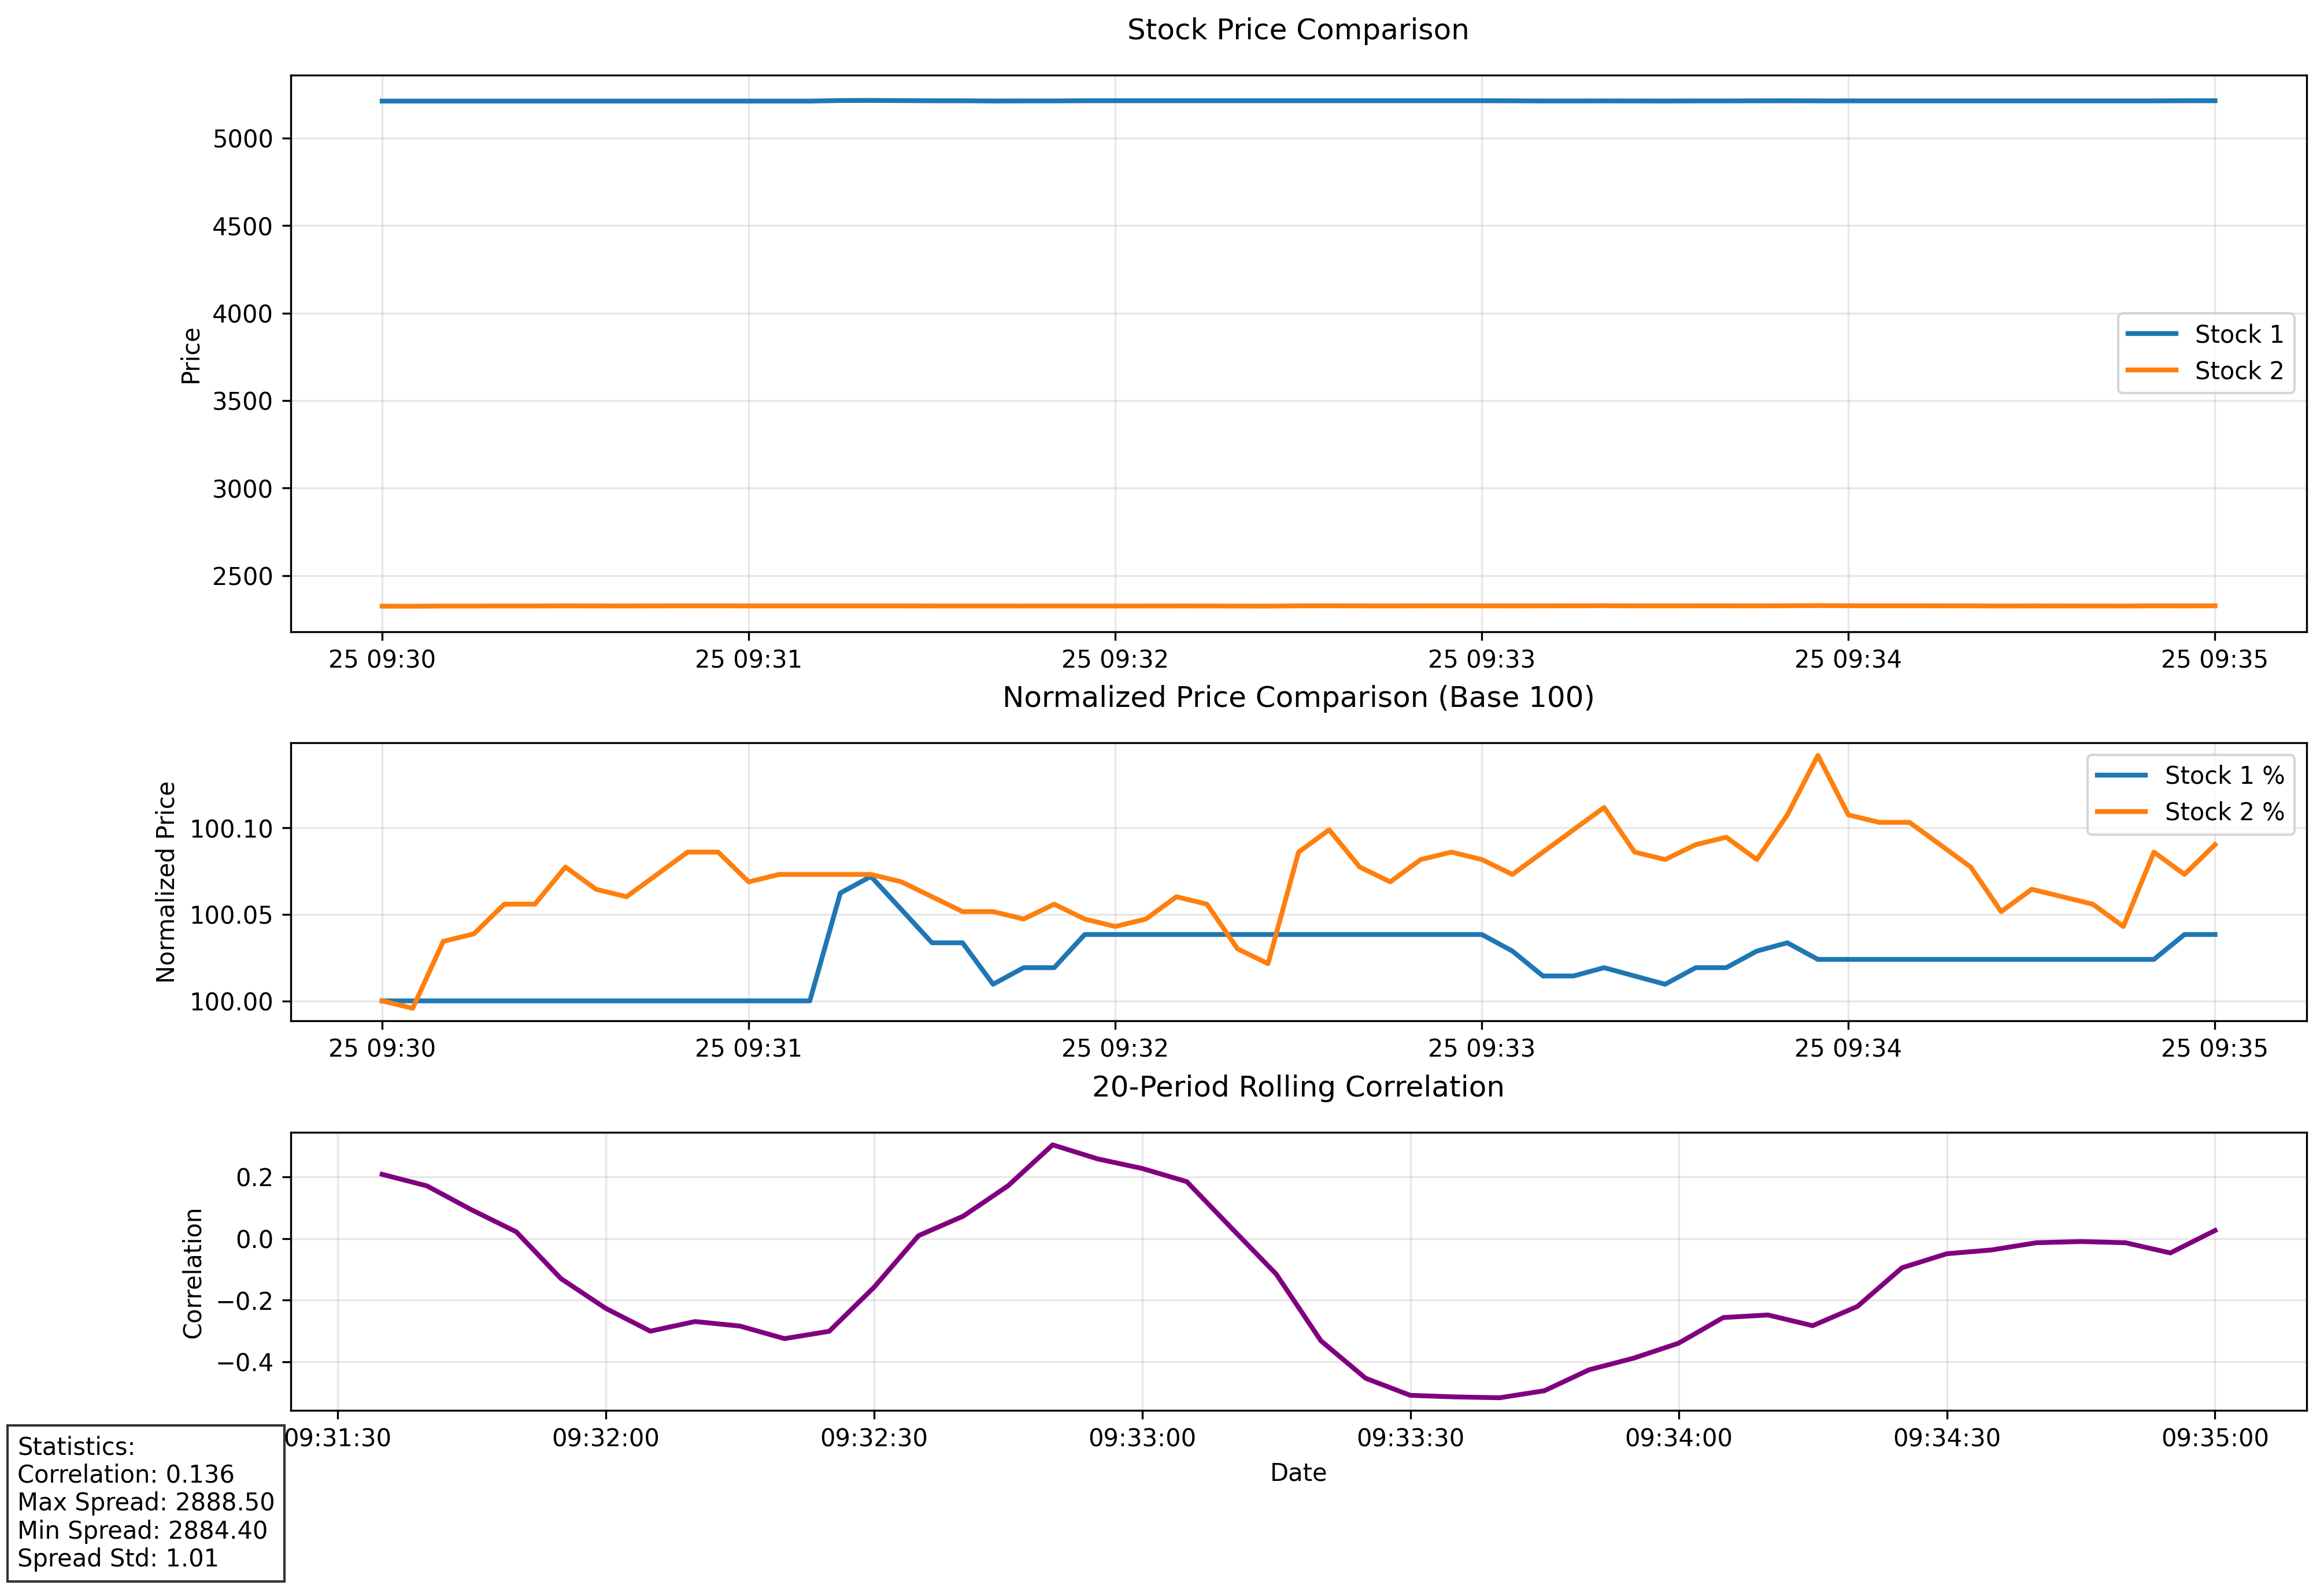 Stock Price Comparison
Price
5000
4500
4000
3500
3000
2500
Stock 1
Stock 2
25 09:30 25 09:31 25 09:32 25 09:33 25 09:34 25 09:35
Normalized Price Comparison (Base 100)
Normalized Price
100.10
100.05
100.00
Stock 1 %
Stock 2 %
25 09:30 25 09:31 25 09:32 25 09:33 25 09:34 25 09:35
20-Period Rolling Correlation
Correlation
0.2
0.0
−0.2
−0.4
09:31:30 09:32:00 09:32:30 09:33:00 09:33:30 09:34:00 09:34:30 09:35:00
Date
Statistics:
Correlation: 0.136
Max Spread: 2888.50
Min Spread: 2884.40
Spread Std: 1.01